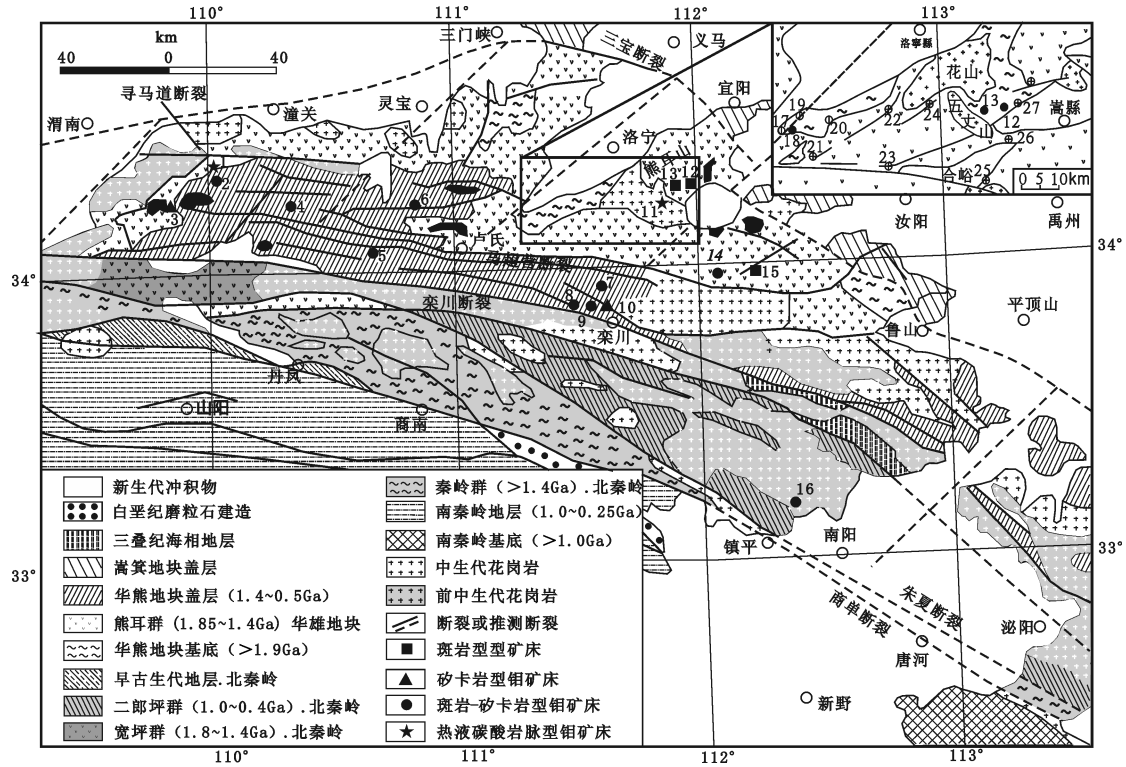 110°
111°
112°
113°
km
40
0
40
三门峡
三宝断裂
义马
洛宁縣
花山
五丈山
嵩縣
合峪
17
18
19
20
21
22
23
24
25
26
27
12
13
0 5 10km
寻马道断裂
渭南
潼关
灵宝
宜阳
洛宁
熊耳山
13 12
11
2
3
4
5
6
卢氏
马超营断裂
14
15
汝阳
禹州
34°
34°
栾川断裂
8
9
10
栾川
平顶山
鲁山
丹凤
山阳
商南
16
镇平
南阳
33°
33°
朱夏断裂
商单断裂
泌阳
唐河
新野
新生代冲积物
白垩纪磨粒石建造
三叠纪海相地层
嵩箕地块盖层
华熊地块盖层(1.4~0.5Ga)
熊耳群(1.85~1.4Ga) 华雄地块
华熊地块基底(>1.9Ga)
早古生代地层.北秦岭
二郎坪群(1.0~0.4Ga).北秦岭
宽坪群(1.8~1.4Ga).北秦岭
秦岭群(>1.4Ga).北秦岭
南秦岭地层(1.0~0.25Ga)
南秦岭基底(>1.0Ga)
中生代花岗岩
前中生代花岗岩
断裂或推测断裂
斑岩型型矿床
矽卡岩型钼矿床
斑岩-矽卡岩型钼矿床
热液碳酸岩脉型钼矿床
110°
111°
112°
113°